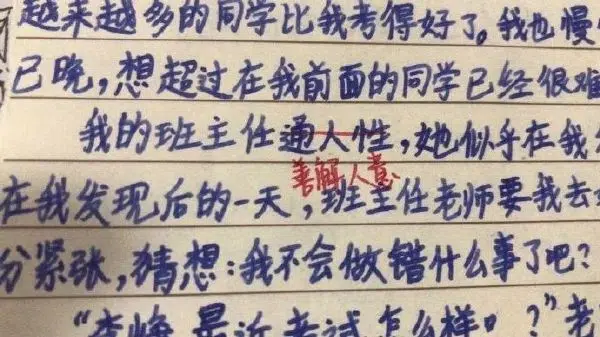 越来越多的同学比我考得好了。我也慢
已晚,想超过在我前面的同学已经很难
我的班主任通人性,她似乎在我
善解人意
在我发现后的一天,班主任老师要我去
分紧张,猜想:我不会做错什么事了吧?
最近考试怎么样?”老